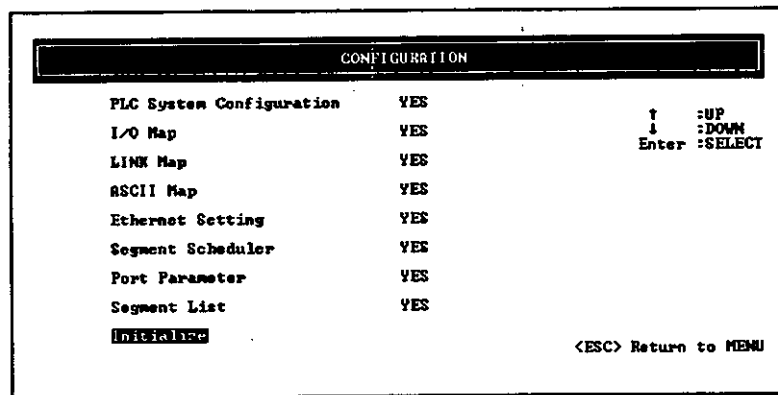 CONFIGURATION
PLC System Configuration YES
I/O Map YES
LINK Map YES
ASCII Map YES
Ethernet Setting YES
Segment Scheduler YES
Port Parameter YES
Segment List YES
Initialize
↑ :UP
↓ :DOWN
Enter :SELECT
<ESC> Return to MENU